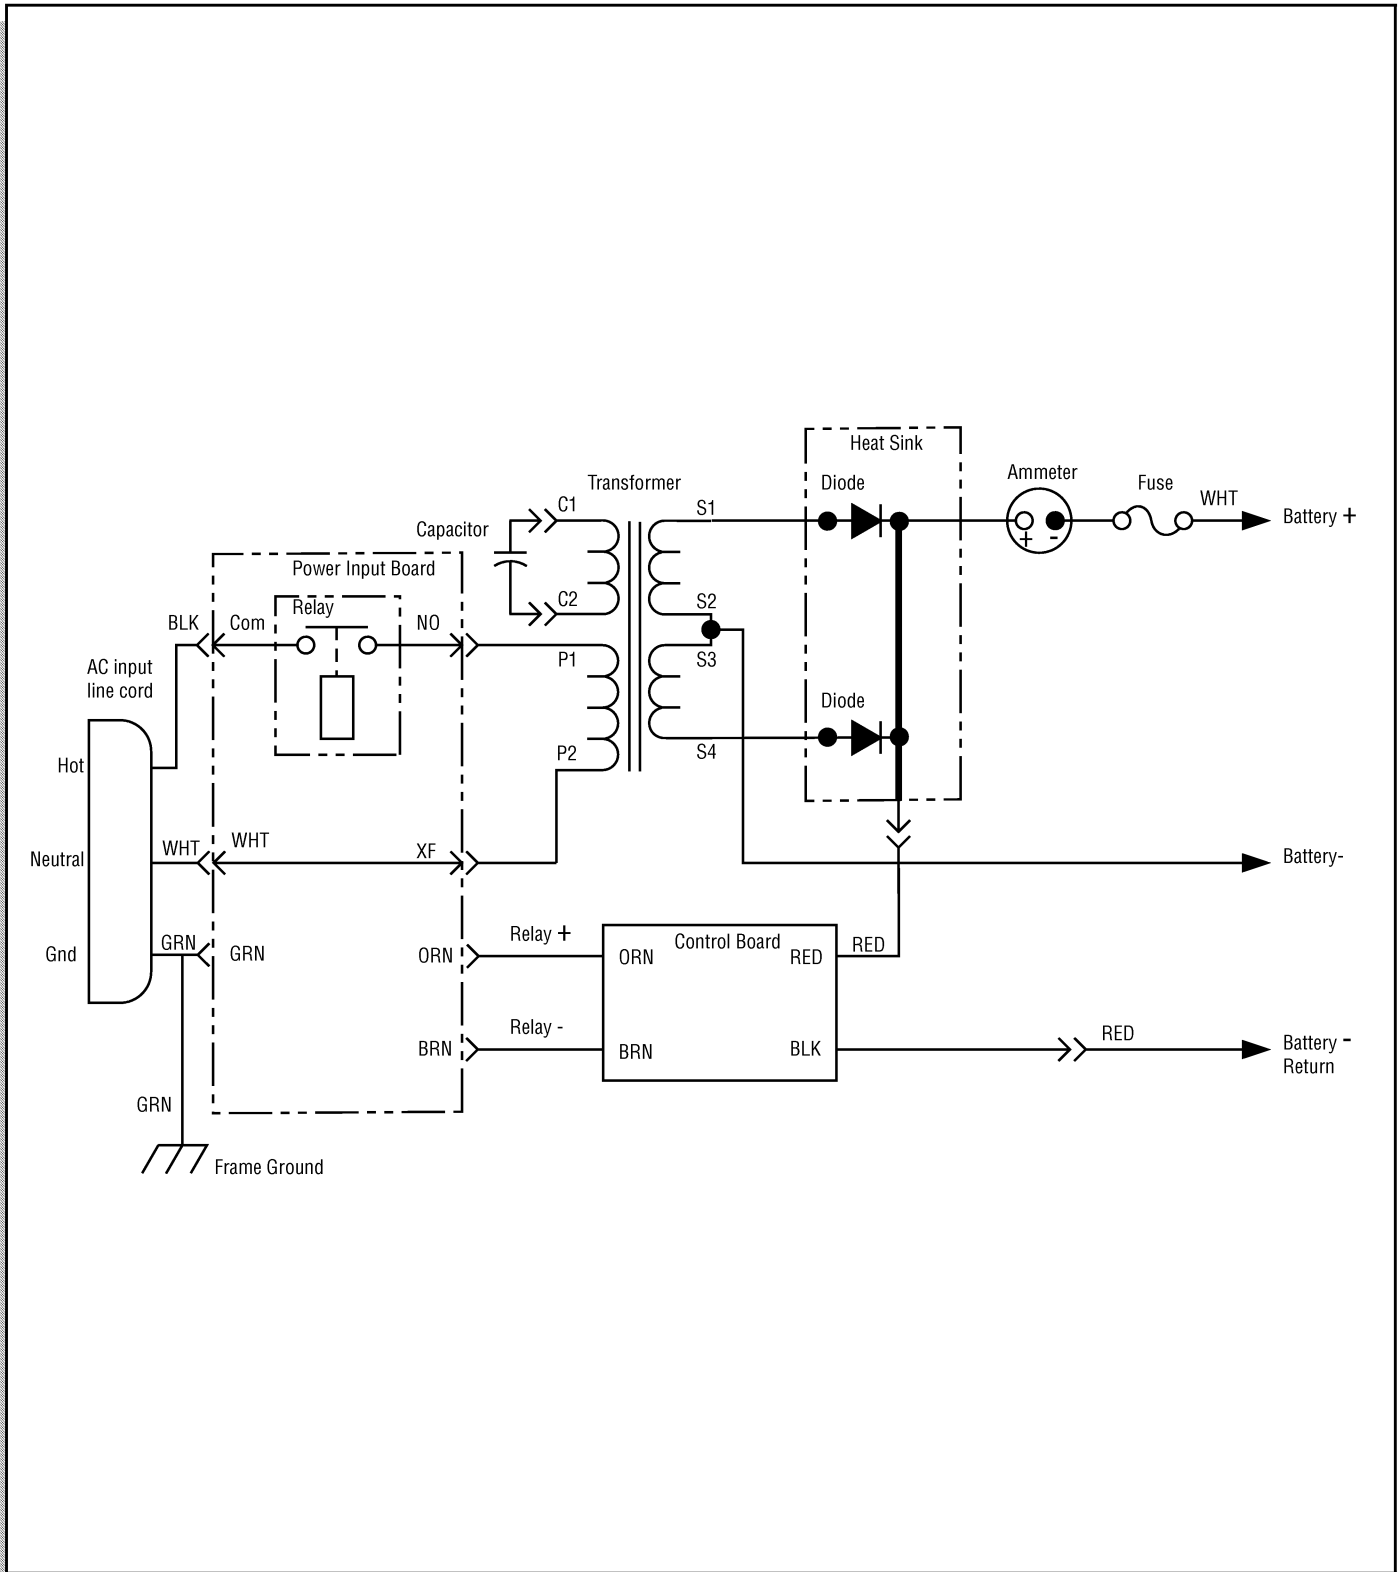 Heat Sink
Transformer
Diode
Ammeter
Fuse
WHT
Battery +
C1
S1
+ -
Capacitor
Power Input Board
C2
S2
Relay
BLK
Com
NO
P1
S3
AC input
line cord
Diode
Hot
P2
S4
Neutral
WHT
WHT
XF
Battery-
Gnd
GRN
GRN
ORN
Relay +
ORN
Control Board
RED
RED
BRN
Relay -
BRN
BLK
RED
Battery -
Return
GRN
Frame Ground